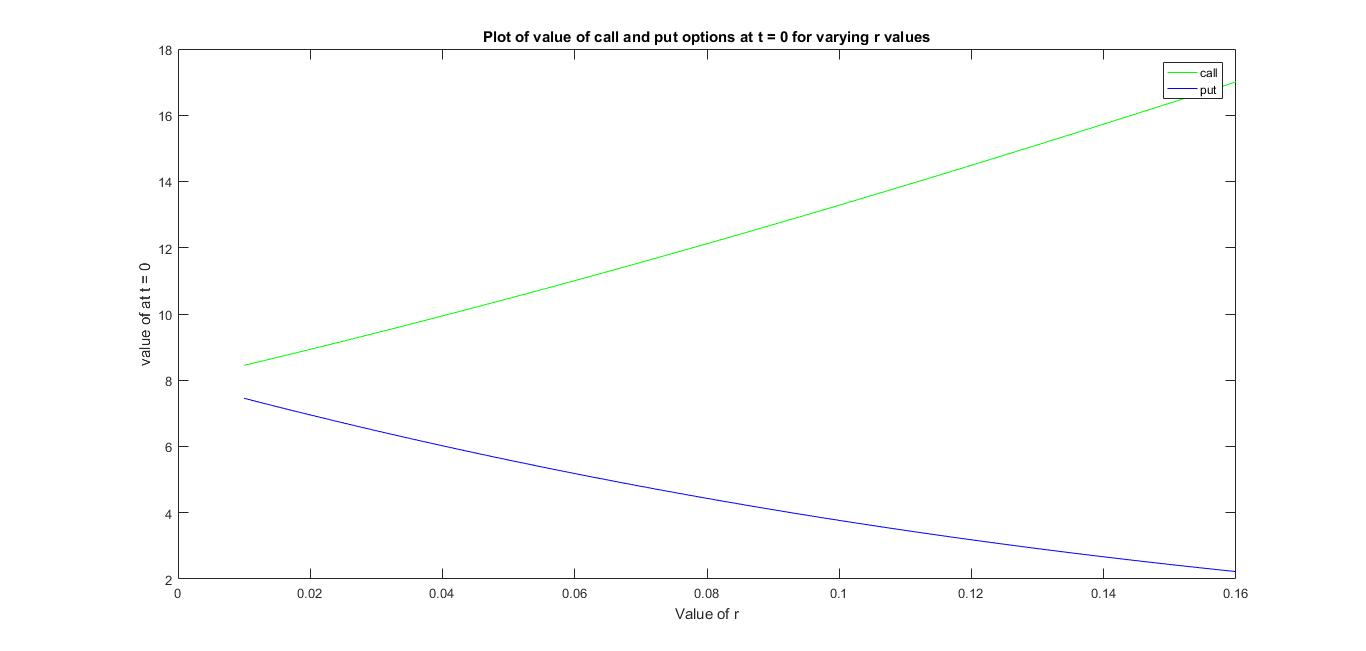 Plot of value of call and put options at t = 0 for varying r values
18
16
14
12
10
8
6
4
2
value of at t = 0
call
put
0 0.02 0.04 0.06 0.08 0.1 0.12 0.14 0.16
Value of r